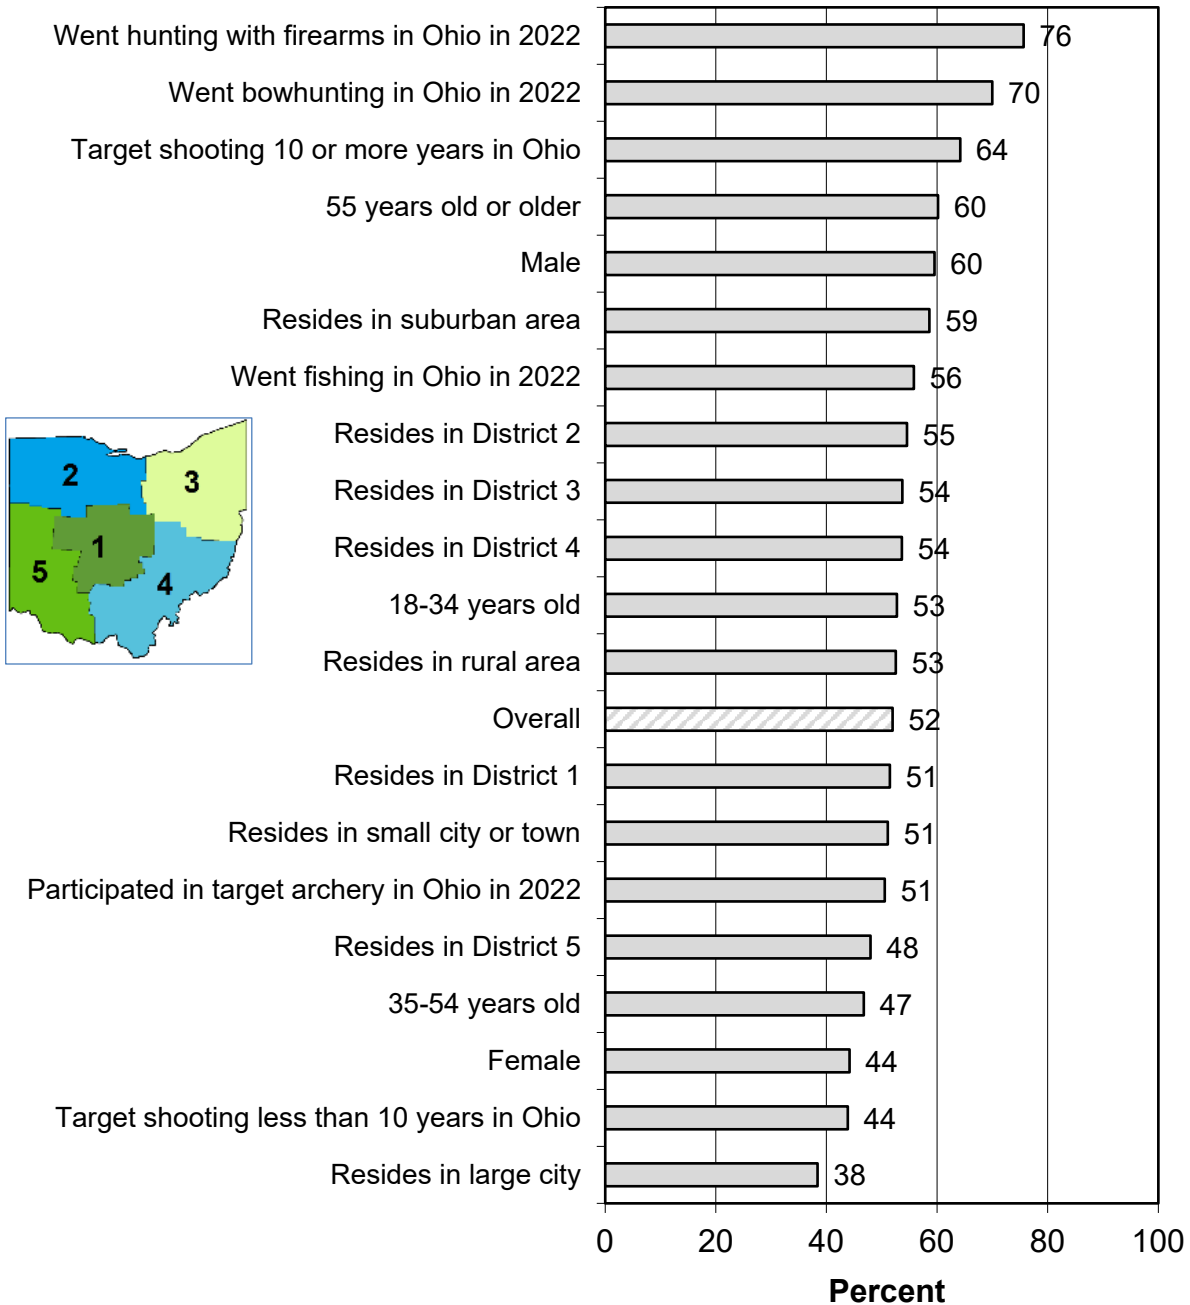 Went hunting with firearms in Ohio in 2022 76
Went bowhunting in Ohio in 2022 70
Target shooting 10 or more years in Ohio 64
55 years old or older 60
Male 60
Resides in suburban area 59
Went fishing in Ohio in 2022 56
Resides in District 2 55
Resides in District 3 54
Resides in District 4 54
18-34 years old 53
Resides in rural area 53
Overall 52
Resides in District 1 51
Resides in small city or town 51
Participated in target archery in Ohio in 2022 51
Resides in District 5 48
35-54 years old 47
Female 44
Target shooting less than 10 years in Ohio 44
Resides in large city 38
0 20 40 60 80 100
Percent
2
3
1
5
4